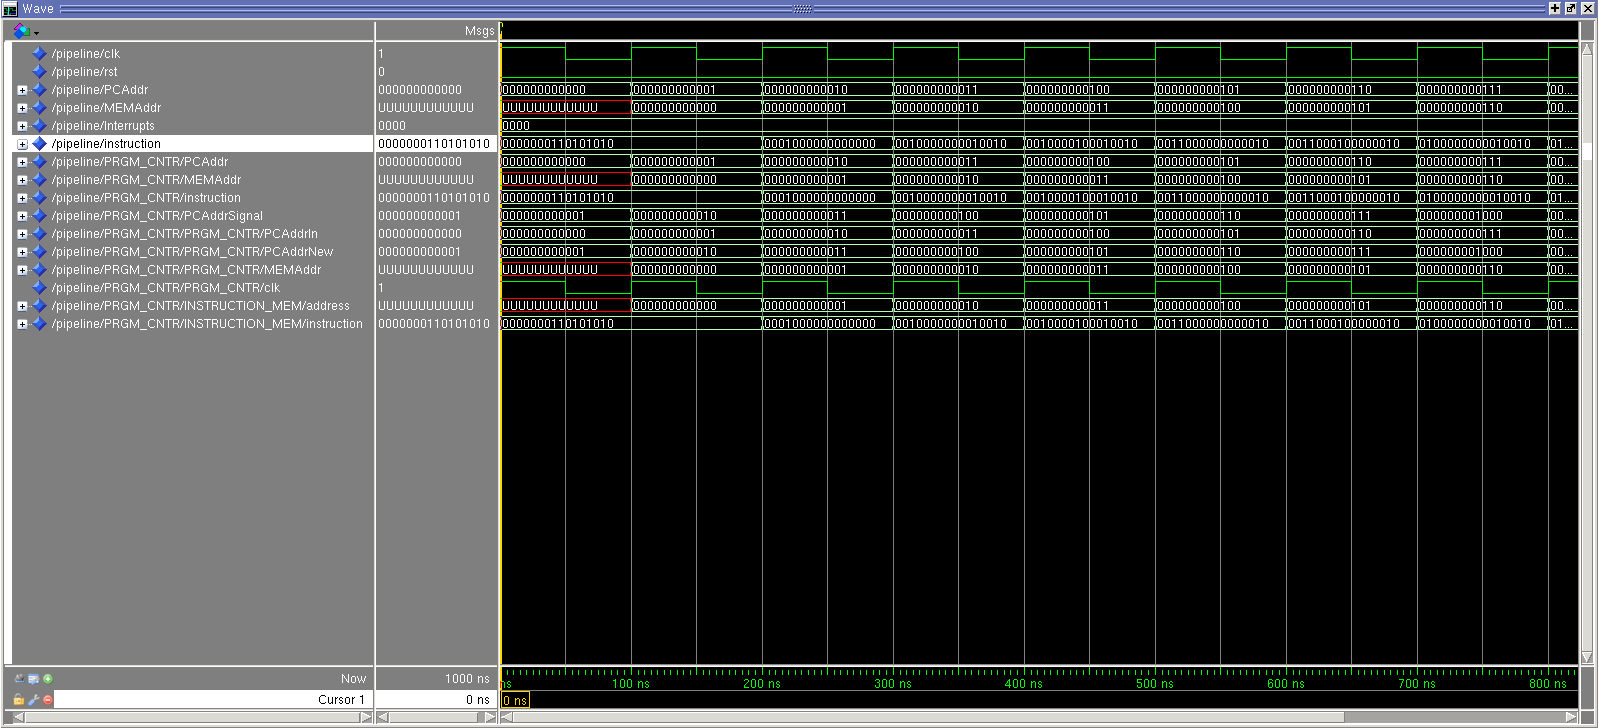 Wave
Msgs
/pipeline/clk 1
/pipeline/rst 0
/pipeline/PCAddr 000000000000 000000000000 000000000001 000000000010 000000000011 000000000100 000000000101 000000000110 000000000111 00...
/pipeline/MEMAddr UUUUUUUUUUUU UUUUUUUUUUUU 000000000000 000000000001 000000000010 000000000011 000000000100 000000000101 000000000110 00...
/pipeline/Interrupts 0000 0000
/pipeline/instruction 0000000110101010 0000000110101010 0001000000000000 0010000000010010 0010000100010010 0011000000000010 0011000100000010 0100000000010010 01...
/pipeline/PRGM_CNTR/PCAddr 000000000000 000000000000 000000000001 000000000010 000000000011 000000000100 000000000101 000000000110 000000000111 00...
/pipeline/PRGM_CNTR/MEMAddr UUUUUUUUUUUU UUUUUUUUUUUU 000000000000 000000000001 000000000010 000000000011 000000000100 000000000101 000000000110 00...
/pipeline/PRGM_CNTR/instruction 0000000110101010 0000000110101010 0001000000000000 0010000000010010 0010000100010010 0011000000000010 0011000100000010 0100000000010010 01...
/pipeline/PRGM_CNTR/PCAddrSignal 000000000001 000000000001 000000000010 000000000011 000000000100 000000000101 000000000110 000000000111 000000001000 00...
/pipeline/PRGM_CNTR/PRGM_CNTR/PCAddrIn 000000000000 000000000000 000000000001 000000000010 000000000011 000000000100 000000000101 000000000110 000000000111 00...
/pipeline/PRGM_CNTR/PRGM_CNTR/PCAddrNew 000000000001 000000000001 000000000010 000000000011 000000000100 000000000101 000000000110 000000000111 000000001000 00...
/pipeline/PRGM_CNTR/PRGM_CNTR/MEMAddr UUUUUUUUUUUU UUUUUUUUUUUU 000000000000 000000000001 000000000010 000000000011 000000000100 000000000101 000000000110 00...
/pipeline/PRGM_CNTR/PRGM_CNTR/clk 1
/pipeline/PRGM_CNTR/INSTRUCTION_MEM/address UUUUUUUUUUUU UUUUUUUUUUUU 000000000000 000000000001 000000000010 000000000011 000000000100 000000000101 000000000110 00...
/pipeline/PRGM_CNTR/INSTRUCTION_MEM/instruction 0000000110101010 0000000110101010 0001000000000000 0010000000010010 0010000100010010 0011000000000010 0011000100000010 0100000000010010 01...
Now 1000 ns ns 100 ns 200 ns 300 ns 400 ns 500 ns 600 ns 700 ns 800 ns
Cursor 1 0 ns 0 ns